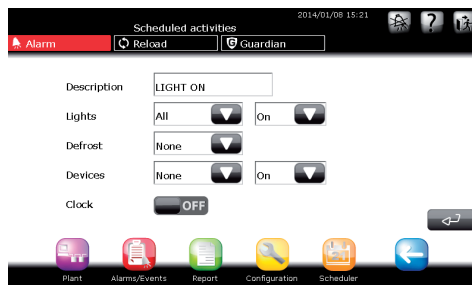 2014/01/08 15:21
Scheduled activities
Alarm Reload Guardian
Description LIGHT ON
Lights All On
Defrost None
Devices None On
Clock OFF
Plant Alarms/Events Report Configuration Scheduler